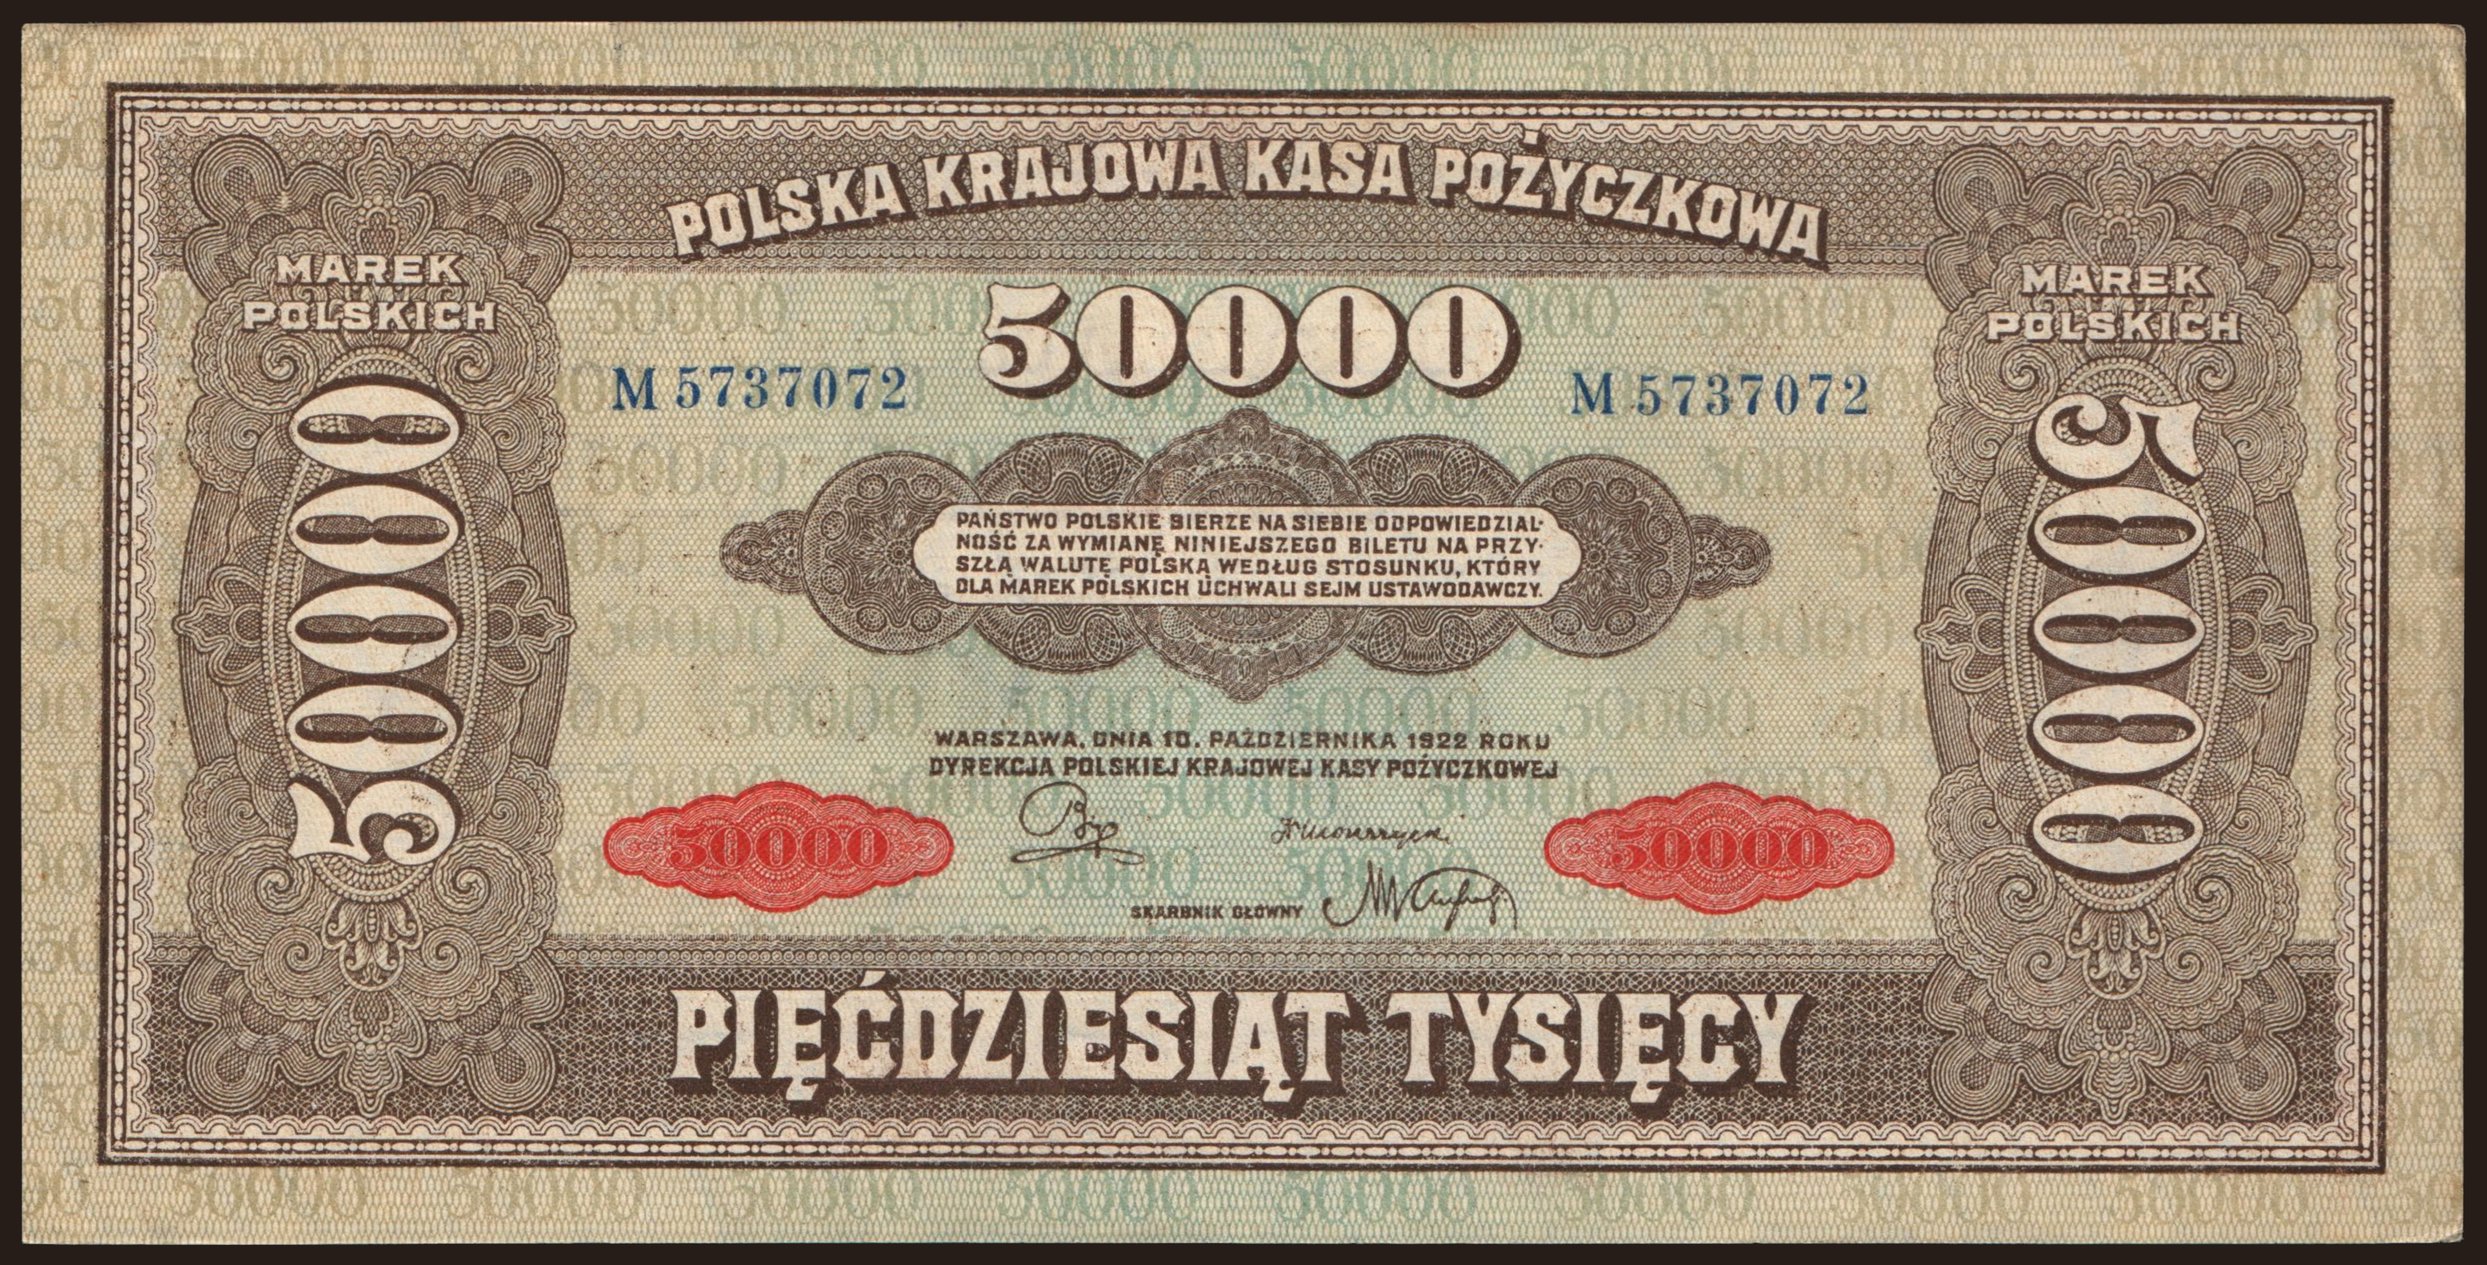 POLSKA KRAJOWA KASA POŻYCZKOWA
MAREK
POLSKICH
MAREK
POLSKICH
50000
M 5737072
M 5737072
50000
50000
PAŃSTWO POLSKIE BIERZE NA SIEBIE ODPOWIEDZIAL-
NOŚĆ ZA WYMIANĘ NINIEJSZEGO BILETU NA PRZY-
SZŁĄ WALUTĘ POLSKĄ WEDŁUG STOSUNKU, KTÓRY
DLA MAREK POLSKICH UCHWALI SEJM USTAWODAWCZY.
WARSZAWA, DNIA 10. PAŹDZIERNIKA 1922 ROKU
DYREKCJA POLSKIEJ KRAJOWEJ KASY POŻYCZKOWEJ
50000
50000
SKARBNIK GŁÓWNY
PIĘĆDZIESIĄT TYSIĘCY